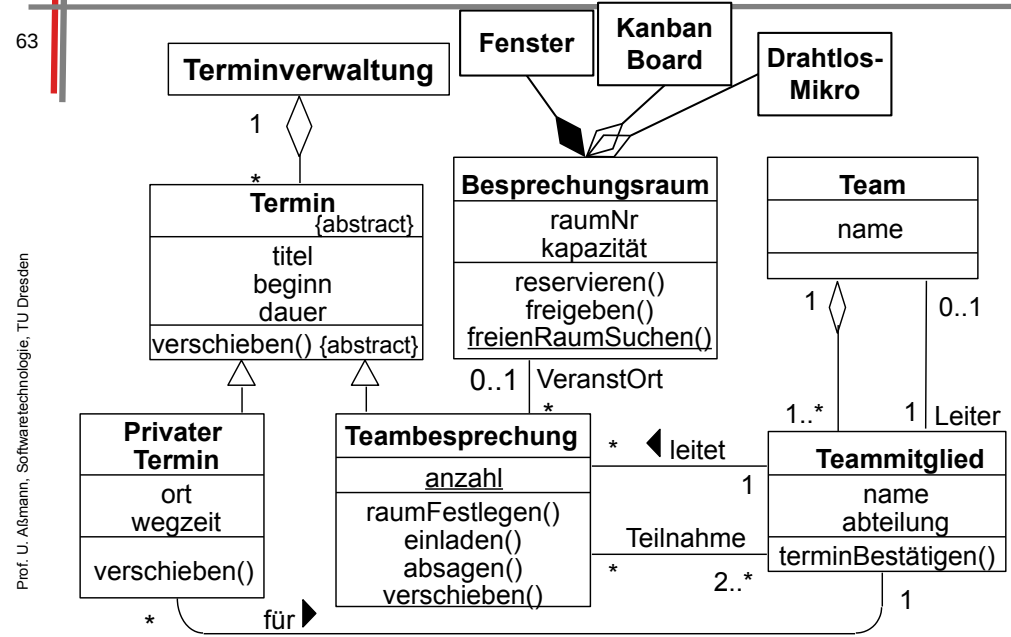 63
Terminverwaltung
Fenster
Kanban
Board
Drahtlos-
Mikro
1
*
Termin
{abstract}
titel
beginn
dauer
verschieben() {abstract}
Besprechungsraum
raumNr
kapazität
reservieren()
freigeben()
freienRaumSuchen()
Team
name
1
0..1
0..1 VeranstOrt
*
1..*
1 Leiter
Privater
Termin
ort
wegzeit
verschieben()
Teambesprechung
anzahl
raumFestlegen()
einladen()
absagen()
verschieben()
* leitet
1
Teilnahme
*
2..*
Teammitglied
name
abteilung
terminBestätigen()
* für
1
Prof. U. Aßmann, Softwaretechnologie, TU Dresden